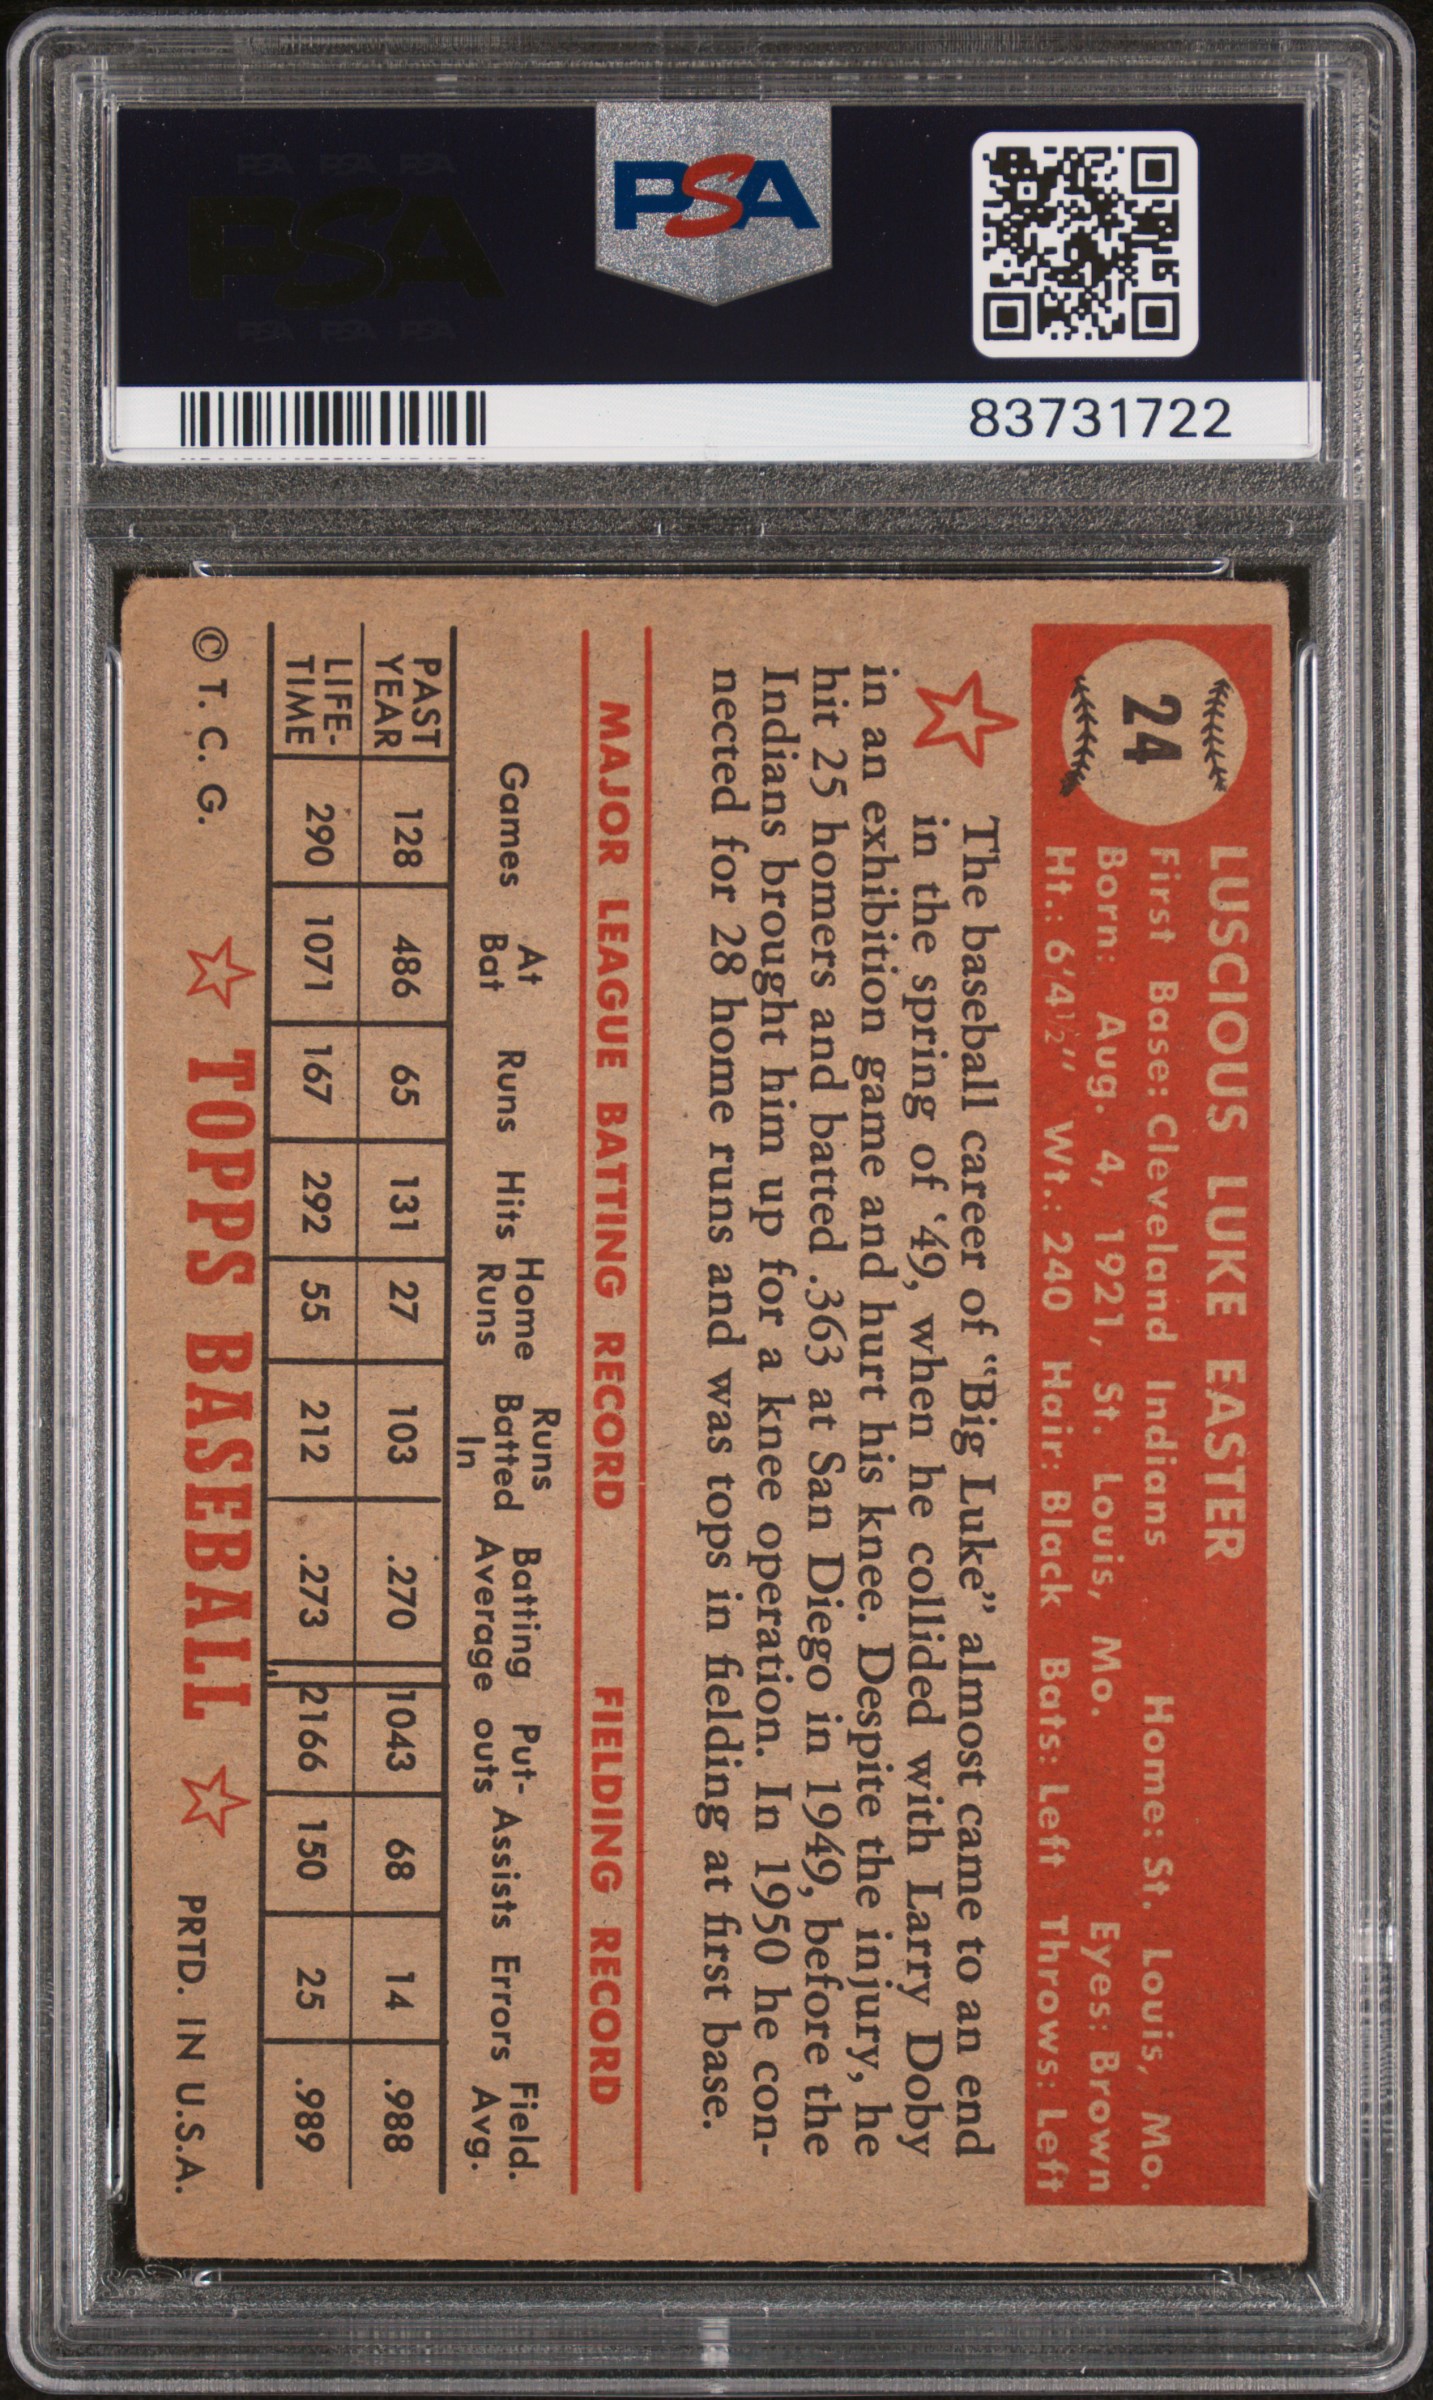 PSA PSA PSA
PSA
PSA PSA PSA
PSA
83731722
24
LUSCIOUS LUKE EASTER
First Base: Cleveland Indians Home: St. Louis, Mo.
Born: Aug. 4, 1921, St. Louis, Mo. Eyes: Brown
Ht.: 6'4½" Wt.: 240 Hair: Black Bats: Left Throws: Left
The baseball career of “Big Luke” almost came to an end
in the spring of ‘49, when he collided with Larry Doby
in an exhibition game and hurt his knee. Despite the injury, he
hit 25 homers and batted .363 at San Diego in 1949, before the
Indians brought him up for a knee operation. In 1950 he con-
nected for 28 home runs and was tops in fielding at first base.
MAJOR LEAGUE BATTING RECORD FIELDING RECORD
Games At Bat Runs Hits Home Runs Runs Batted In Batting Average Put-outs Assists Errors Field. Avg.
PAST YEAR 128 486 65 131 27 103 .270 1043 68 14 .988
LIFE-TIME 290 1071 167 292 55 212 .273 2166 150 25 .989
© T. C. G. TOPPS BASEBALL PRTD. IN U.S.A.